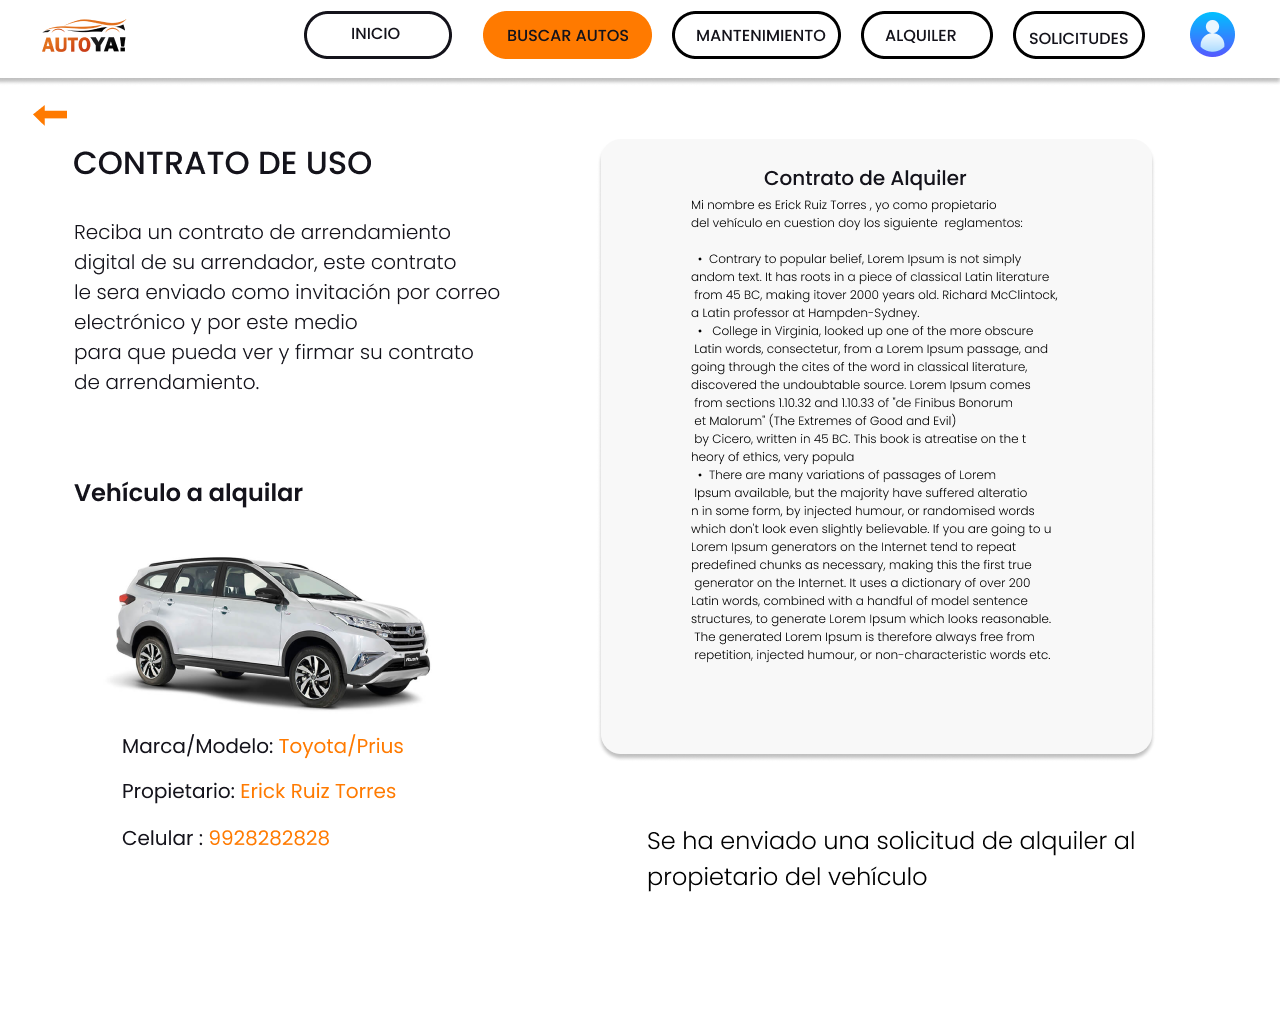 AUTOYA!
INICIO
BUSCAR AUTOS
MANTENIMIENTO
ALQUILER
SOLICITUDES
CONTRATO DE USO
Reciba un contrato de arrendamiento
digital de su arrendador, este contrato
le sera enviado como invitación por correo
electrónico y por este medio
para que pueda ver y firmar su contrato
de arrendamiento.
Vehículo a alquilar
Marca/Modelo: Toyota/Prius
Propietario: Erick Ruiz Torres
Celular : 9928282828
Contrato de Alquiler
Mi nombre es Erick Ruiz Torres , yo como propietario
del vehículo en cuestion doy los siguiente  reglamentos:
• Contrary to popular belief, Lorem Ipsum is not simply
andom text. It has roots in a piece of classical Latin literature
from 45 BC, making itover 2000 years old. Richard McClintock,
a Latin professor at Hampden-Sydney.
•  College in Virginia, looked up one of the more obscure
Latin words, consectetur, from a Lorem Ipsum passage, and
going through the cites of the word in classical literature,
discovered the undoubtable source. Lorem Ipsum comes
from sections 1.10.32 and 1.10.33 of "de Finibus Bonorum
et Malorum" (The Extremes of Good and Evil)
by Cicero, written in 45 BC. This book is atreatise on the t
heory of ethics, very popula
• There are many variations of passages of Lorem
Ipsum available, but the majority have suffered alteratio
n in some form, by injected humour, or randomised words
which don't look even slightly believable. If you are going to u
Lorem Ipsum generators on the Internet tend to repeat
predefined chunks as necessary, making this the first true
generator on the Internet. It uses a dictionary of over 200
Latin words, combined with a handful of model sentence
structures, to generate Lorem Ipsum which looks reasonable.
The generated Lorem Ipsum is therefore always free from
repetition, injected humour, or non-characteristic words etc.
Se ha enviado una solicitud de alquiler al
propietario del vehículo